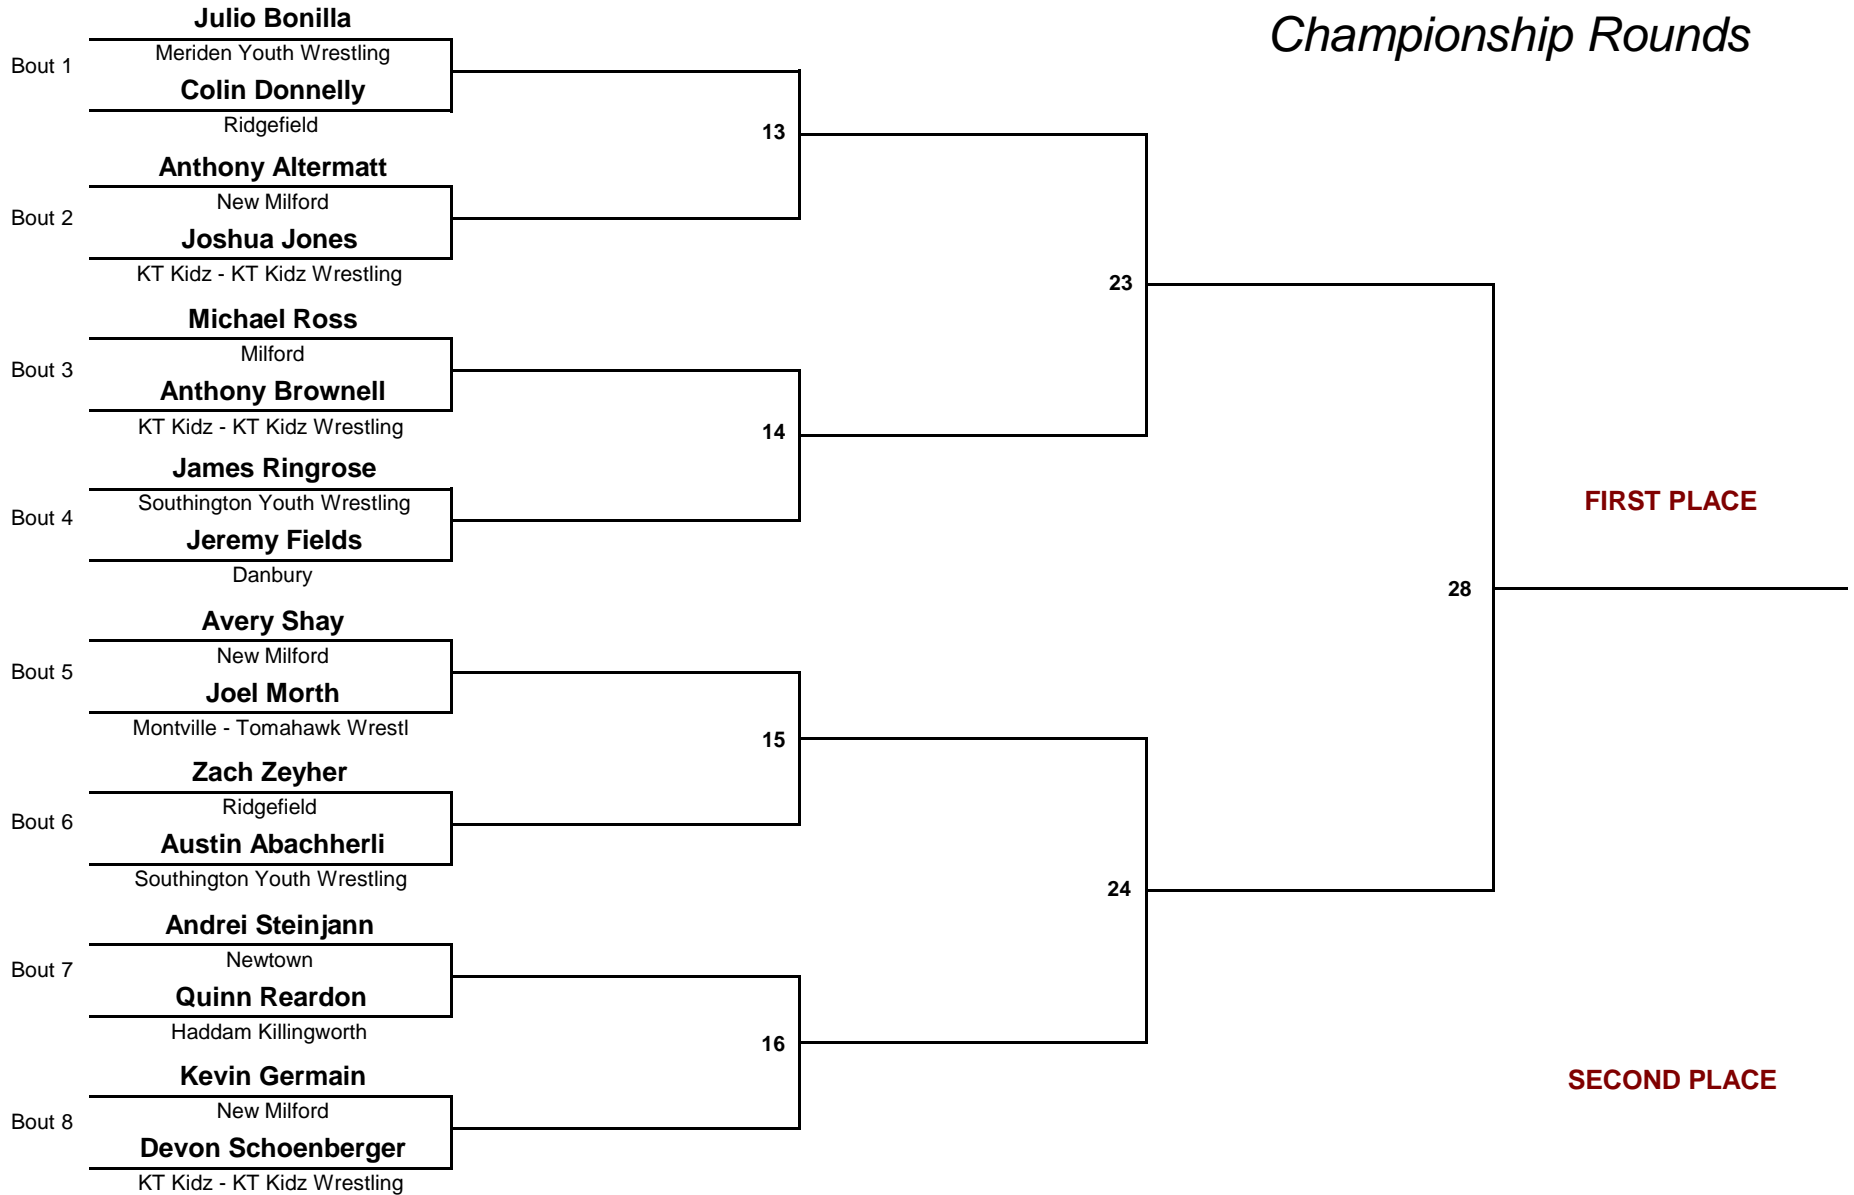 Championship Rounds
Julio Bonilla
Bout 1
Meriden Youth Wrestling
Colin Donnelly
Ridgefield
13
Anthony Altermatt
Bout 2
New Milford
Joshua Jones
KT Kidz - KT Kidz Wrestling
23
Michael Ross
Bout 3
Milford
Anthony Brownell
KT Kidz - KT Kidz Wrestling
14
James Ringrose
Bout 4
Southington Youth Wrestling
Jeremy Fields
Danbury
FIRST PLACE
28
Avery Shay
Bout 5
New Milford
Joel Morth
Montville - Tomahawk Wrestl
15
Zach Zeyher
Bout 6
Ridgefield
Austin Abachherli
Southington Youth Wrestling
24
Andrei Steinjann
Bout 7
Newtown
Quinn Reardon
Haddam Killingworth
16
Kevin Germain
SECOND PLACE
Bout 8
New Milford
Devon Schoenberger
KT Kidz - KT Kidz Wrestling